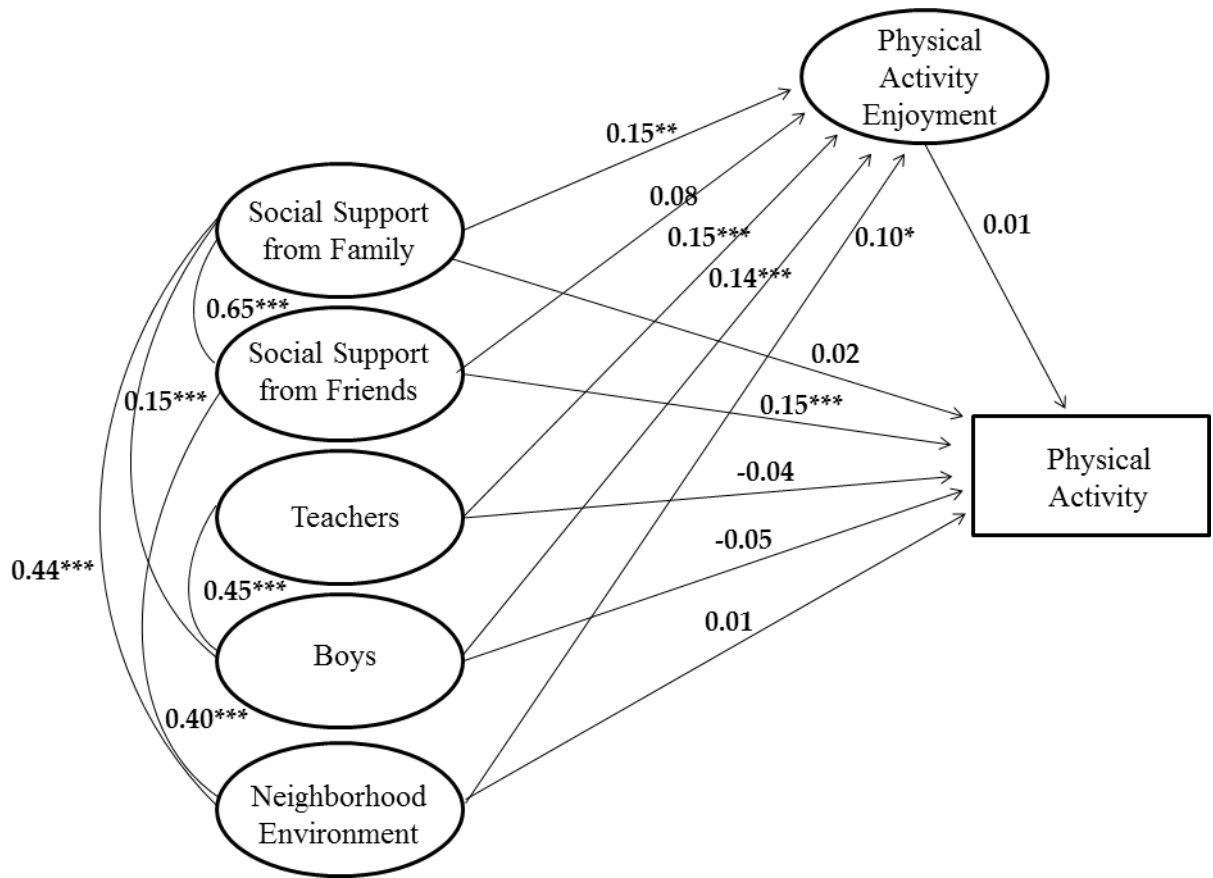 Physical
Activity
Enjoyment
0.15**
0.08
0.15***
0.14***
0.10*
0.01
Social Support
from Family
0.65***
Social Support
from Friends
0.02
0.15***
0.15***
Teachers
-0.04
Physical
Activity
-0.05
0.44***
0.45***
0.01
Boys
0.40***
Neighborhood
Environment